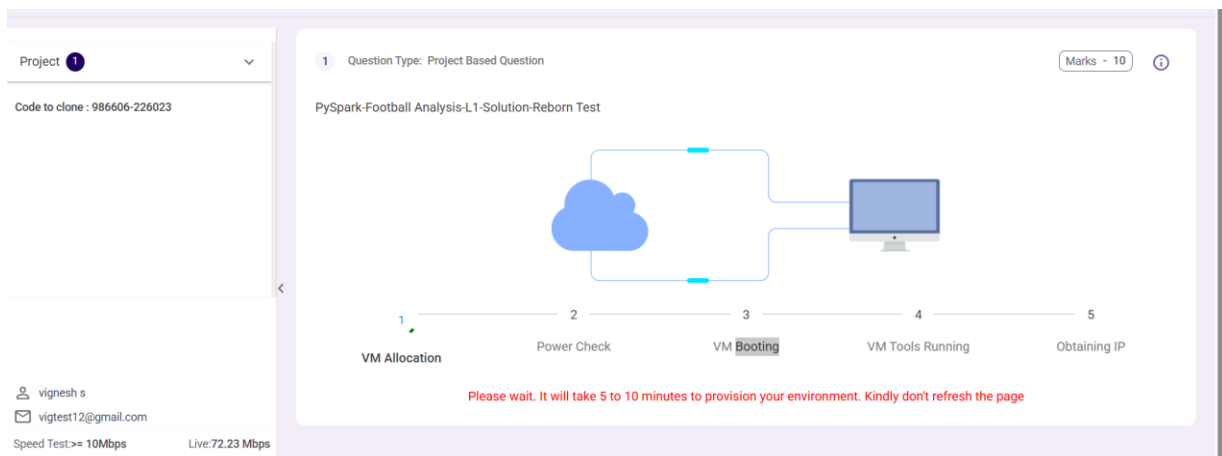 Project 1
Code to clone : 986606-226023
vignesh s
vigtest12@gmail.com
Speed Test:>= 10Mbps Live:72.23 Mbps
1 Question Type: Project Based Question Marks - 10
PySpark-Football Analysis-L1-Solution-Reborn Test
1 2 3 4 5
VM Allocation Power Check VM Booting VM Tools Running Obtaining IP
Please wait. It will take 5 to 10 minutes to provision your environment. Kindly don't refresh the page